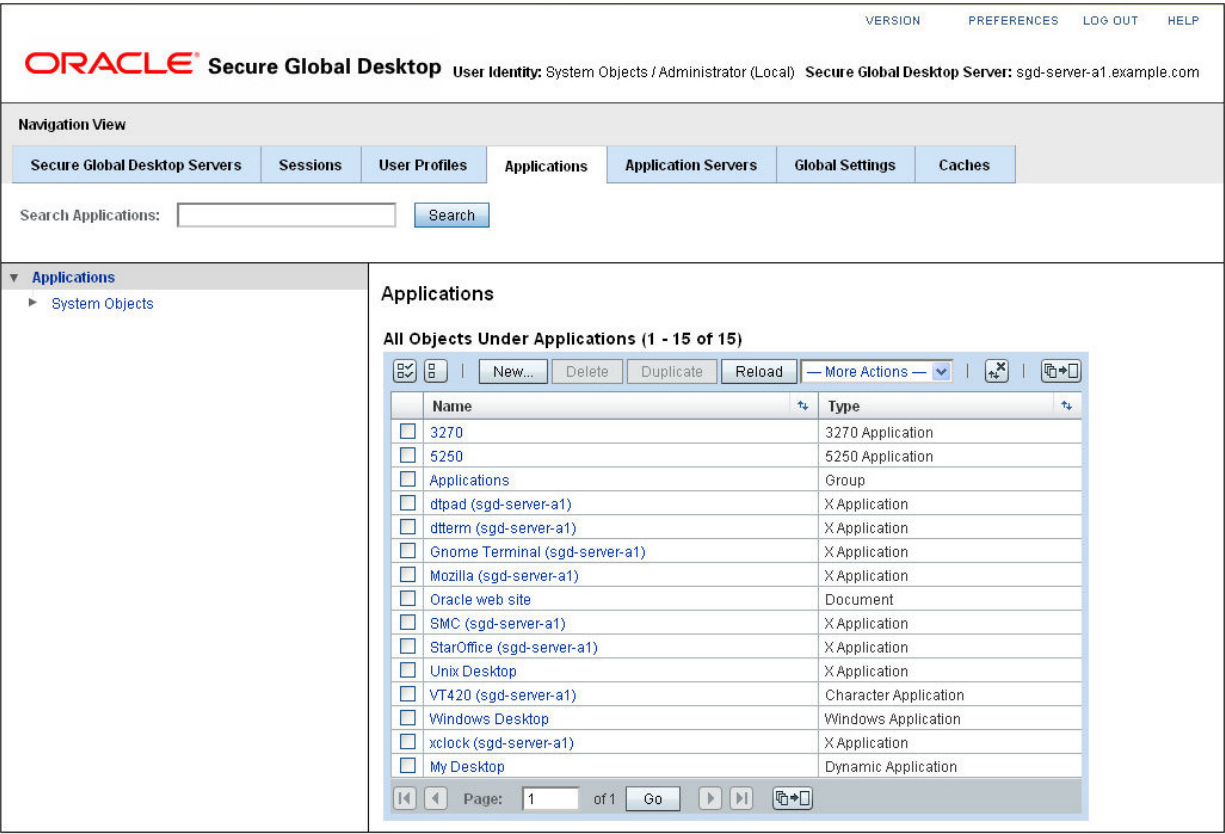 VERSION PREFERENCES LOG OUT HELP
ORACLE Secure Global Desktop User Identity: System Objects / Administrator (Local) Secure Global Desktop Server: sgd-server-a1.example.com
Navigation View
Secure Global Desktop Servers Sessions User Profiles Applications Application Servers Global Settings Caches
Search Applications: Search
Applications
System Objects
Applications
All Objects Under Applications (1 - 15 of 15)
New... Delete Duplicate Reload — More Actions —
Name Type
3270 3270 Application
5250 5250 Application
Applications Group
dtpad (sgd-server-a1) X Application
dtterm (sgd-server-a1) X Application
Gnome Terminal (sgd-server-a1) X Application
Mozilla (sgd-server-a1) X Application
Oracle web site Document
SMC (sgd-server-a1) X Application
StarOffice (sgd-server-a1) X Application
Unix Desktop X Application
VT420 (sgd-server-a1) Character Application
Windows Desktop Windows Application
xclock (sgd-server-a1) X Application
My Desktop Dynamic Application
Page: 1 of 1 Go